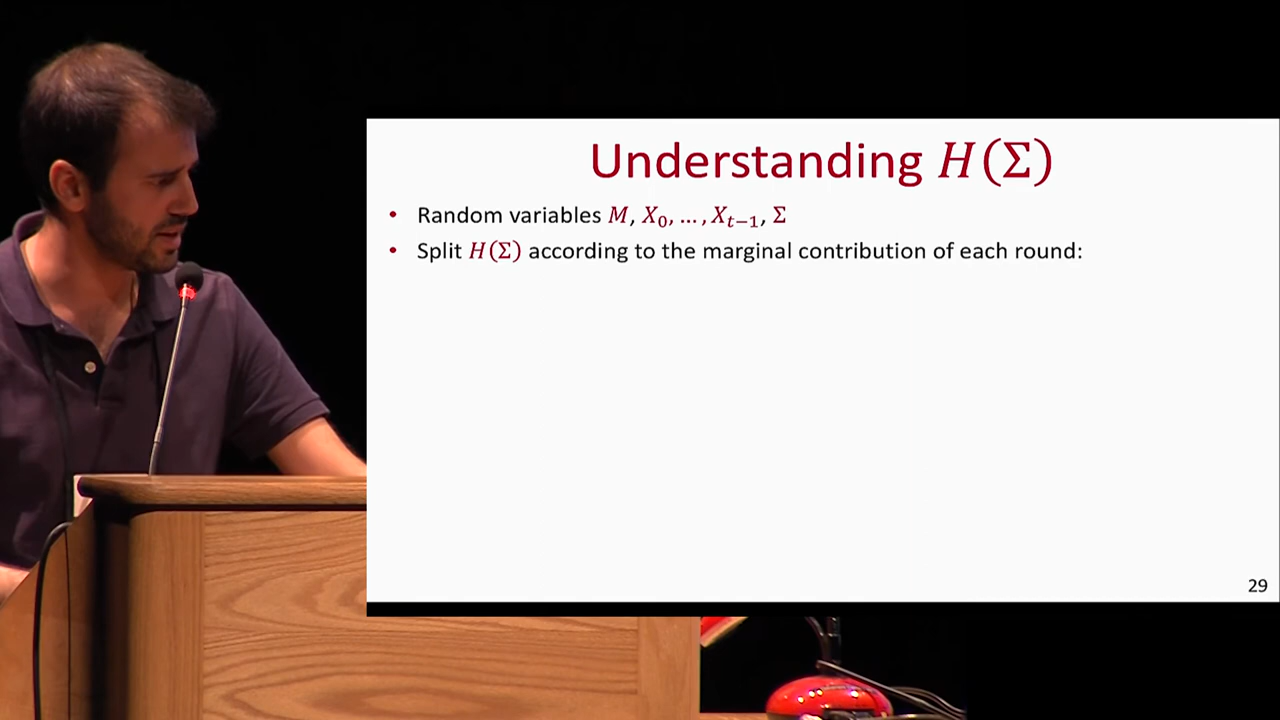 Understanding H(Σ)
• Random variables M, X₀, …, Xₜ₋₁, Σ
• Split H(Σ) according to the marginal contribution of each round:
29